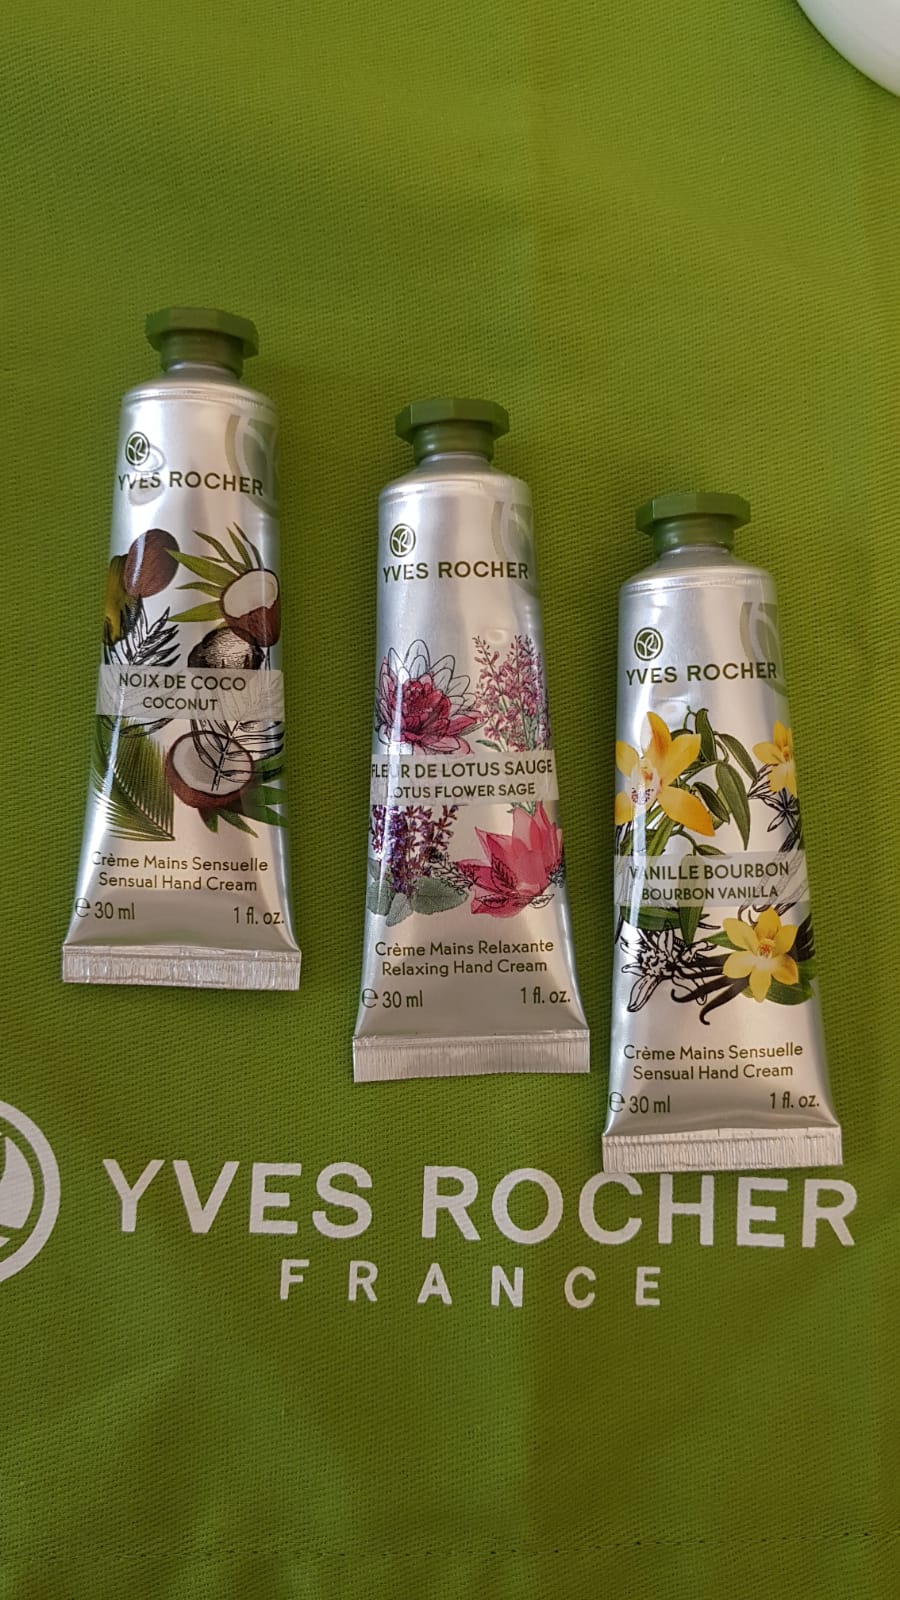 YVES ROCHER
NOIX DE COCO
COCONUT
Crème Mains Sensuelle
Sensual Hand Cream
℮ 30 ml 1 fl. oz.
YVES ROCHER
FLEUR DE LOTUS SAUGE
LOTUS FLOWER SAGE
Crème Mains Relaxante
Relaxing Hand Cream
℮ 30 ml 1 fl. oz.
YVES ROCHER
VANILLE BOURBON
BOURBON VANILLA
Crème Mains Sensuelle
Sensual Hand Cream
℮ 30 ml 1 fl. oz.
YVES ROCHER
FRANCE